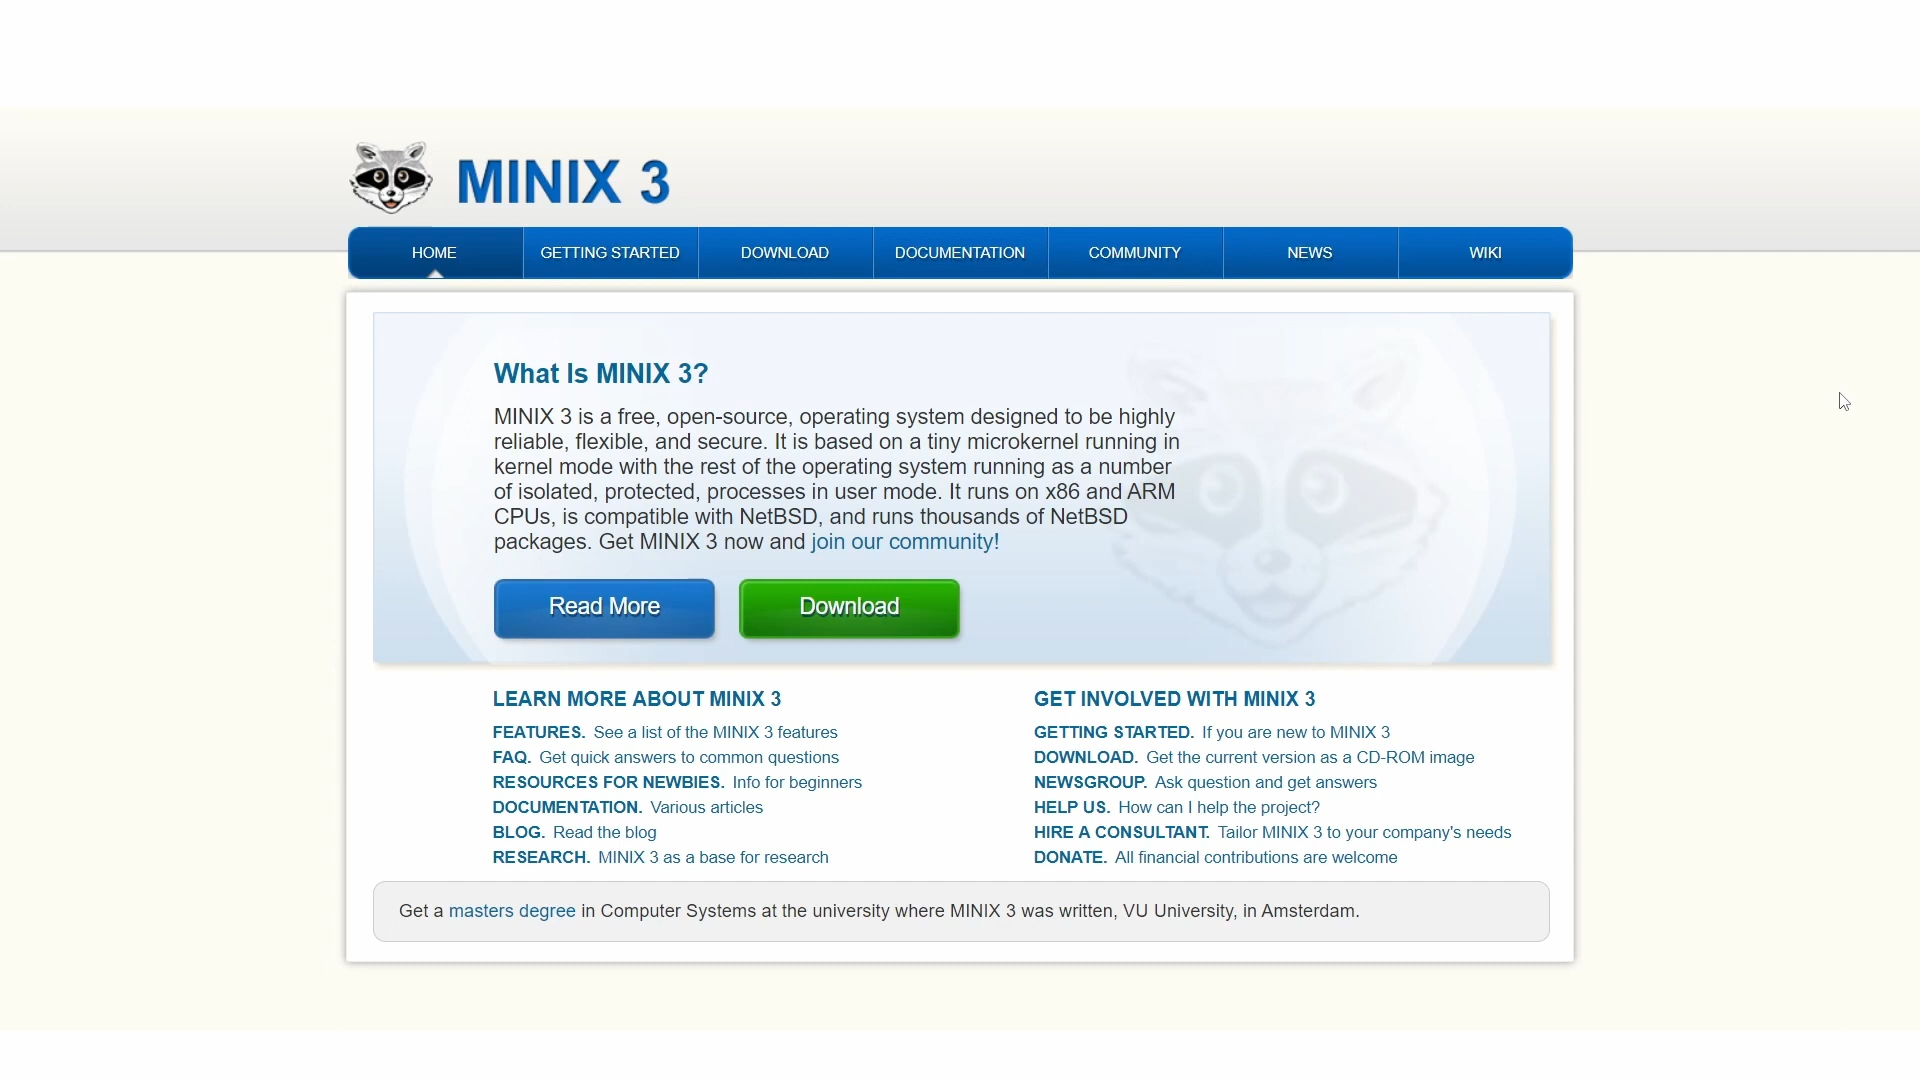 MINIX 3
HOME
GETTING STARTED
DOWNLOAD
DOCUMENTATION
COMMUNITY
NEWS
WIKI
What Is MINIX 3?
MINIX 3 is a free, open-source, operating system designed to be highly
reliable, flexible, and secure. It is based on a tiny microkernel running in
kernel mode with the rest of the operating system running as a number
of isolated, protected, processes in user mode. It runs on x86 and ARM
CPUs, is compatible with NetBSD, and runs thousands of NetBSD
packages. Get MINIX 3 now and join our community!
Read More
Download
LEARN MORE ABOUT MINIX 3
FEATURES. See a list of the MINIX 3 features
FAQ. Get quick answers to common questions
RESOURCES FOR NEWBIES. Info for beginners
DOCUMENTATION. Various articles
BLOG. Read the blog
RESEARCH. MINIX 3 as a base for research
GET INVOLVED WITH MINIX 3
GETTING STARTED. If you are new to MINIX 3
DOWNLOAD. Get the current version as a CD-ROM image
NEWSGROUP. Ask question and get answers
HELP US. How can I help the project?
HIRE A CONSULTANT. Tailor MINIX 3 to your company's needs
DONATE. All financial contributions are welcome
Get a masters degree in Computer Systems at the university where MINIX 3 was written, VU University, in Amsterdam.